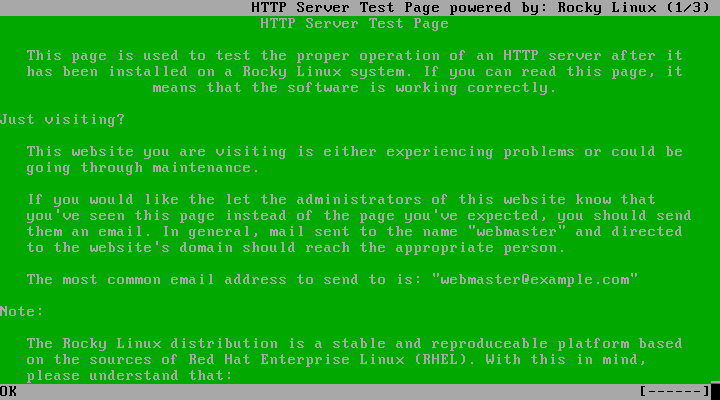 HTTP Server Test Page powered by: Rocky Linux (1/3)
HTTP Server Test Page
This page is used to test the proper operation of an HTTP server after it
has been installed on a Rocky Linux system. If you can read this page, it
means that the software is working correctly.
Just visiting?
This website you are visiting is either experiencing problems or could be
going through maintenance.
If you would like the let the administrators of this website know that
you've seen this page instead of the page you've expected, you should send
them an email. In general, mail sent to the name "webmaster" and directed
to the website's domain should reach the appropriate person.
The most common email address to send to is: "webmaster@example.com"
Note:
The Rocky Linux distribution is a stable and reproduceable platform based
on the sources of Red Hat Enterprise Linux (RHEL). With this in mind,
please understand that:
OK [------]